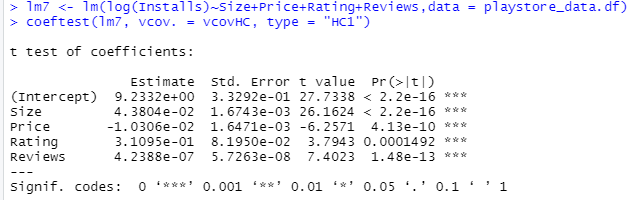 > lm7 <- lm(log(Installs)~Size+Price+Rating+Reviews,data = playstore_data.df)
> coeftest(lm7, vcov. = vcovHC, type = "HC1")
t test of coefficients:
Estimate Std. Error t value Pr(>|t|)
(Intercept) 9.2332e+00 3.3292e-01 27.7338 < 2.2e-16 ***
Size 4.3804e-02 1.6743e-03 26.1624 < 2.2e-16 ***
Price -1.0306e-02 1.6471e-03 -6.2571 4.13e-10 ***
Rating 3.1095e-01 8.1950e-02 3.7943 0.0001492 ***
Reviews 4.2388e-07 5.7263e-08 7.4023 1.48e-13 ***
---
Signif. codes: 0 ‘***’ 0.001 ‘**’ 0.01 ‘*’ 0.05 ‘.’ 0.1 ‘ ’ 1